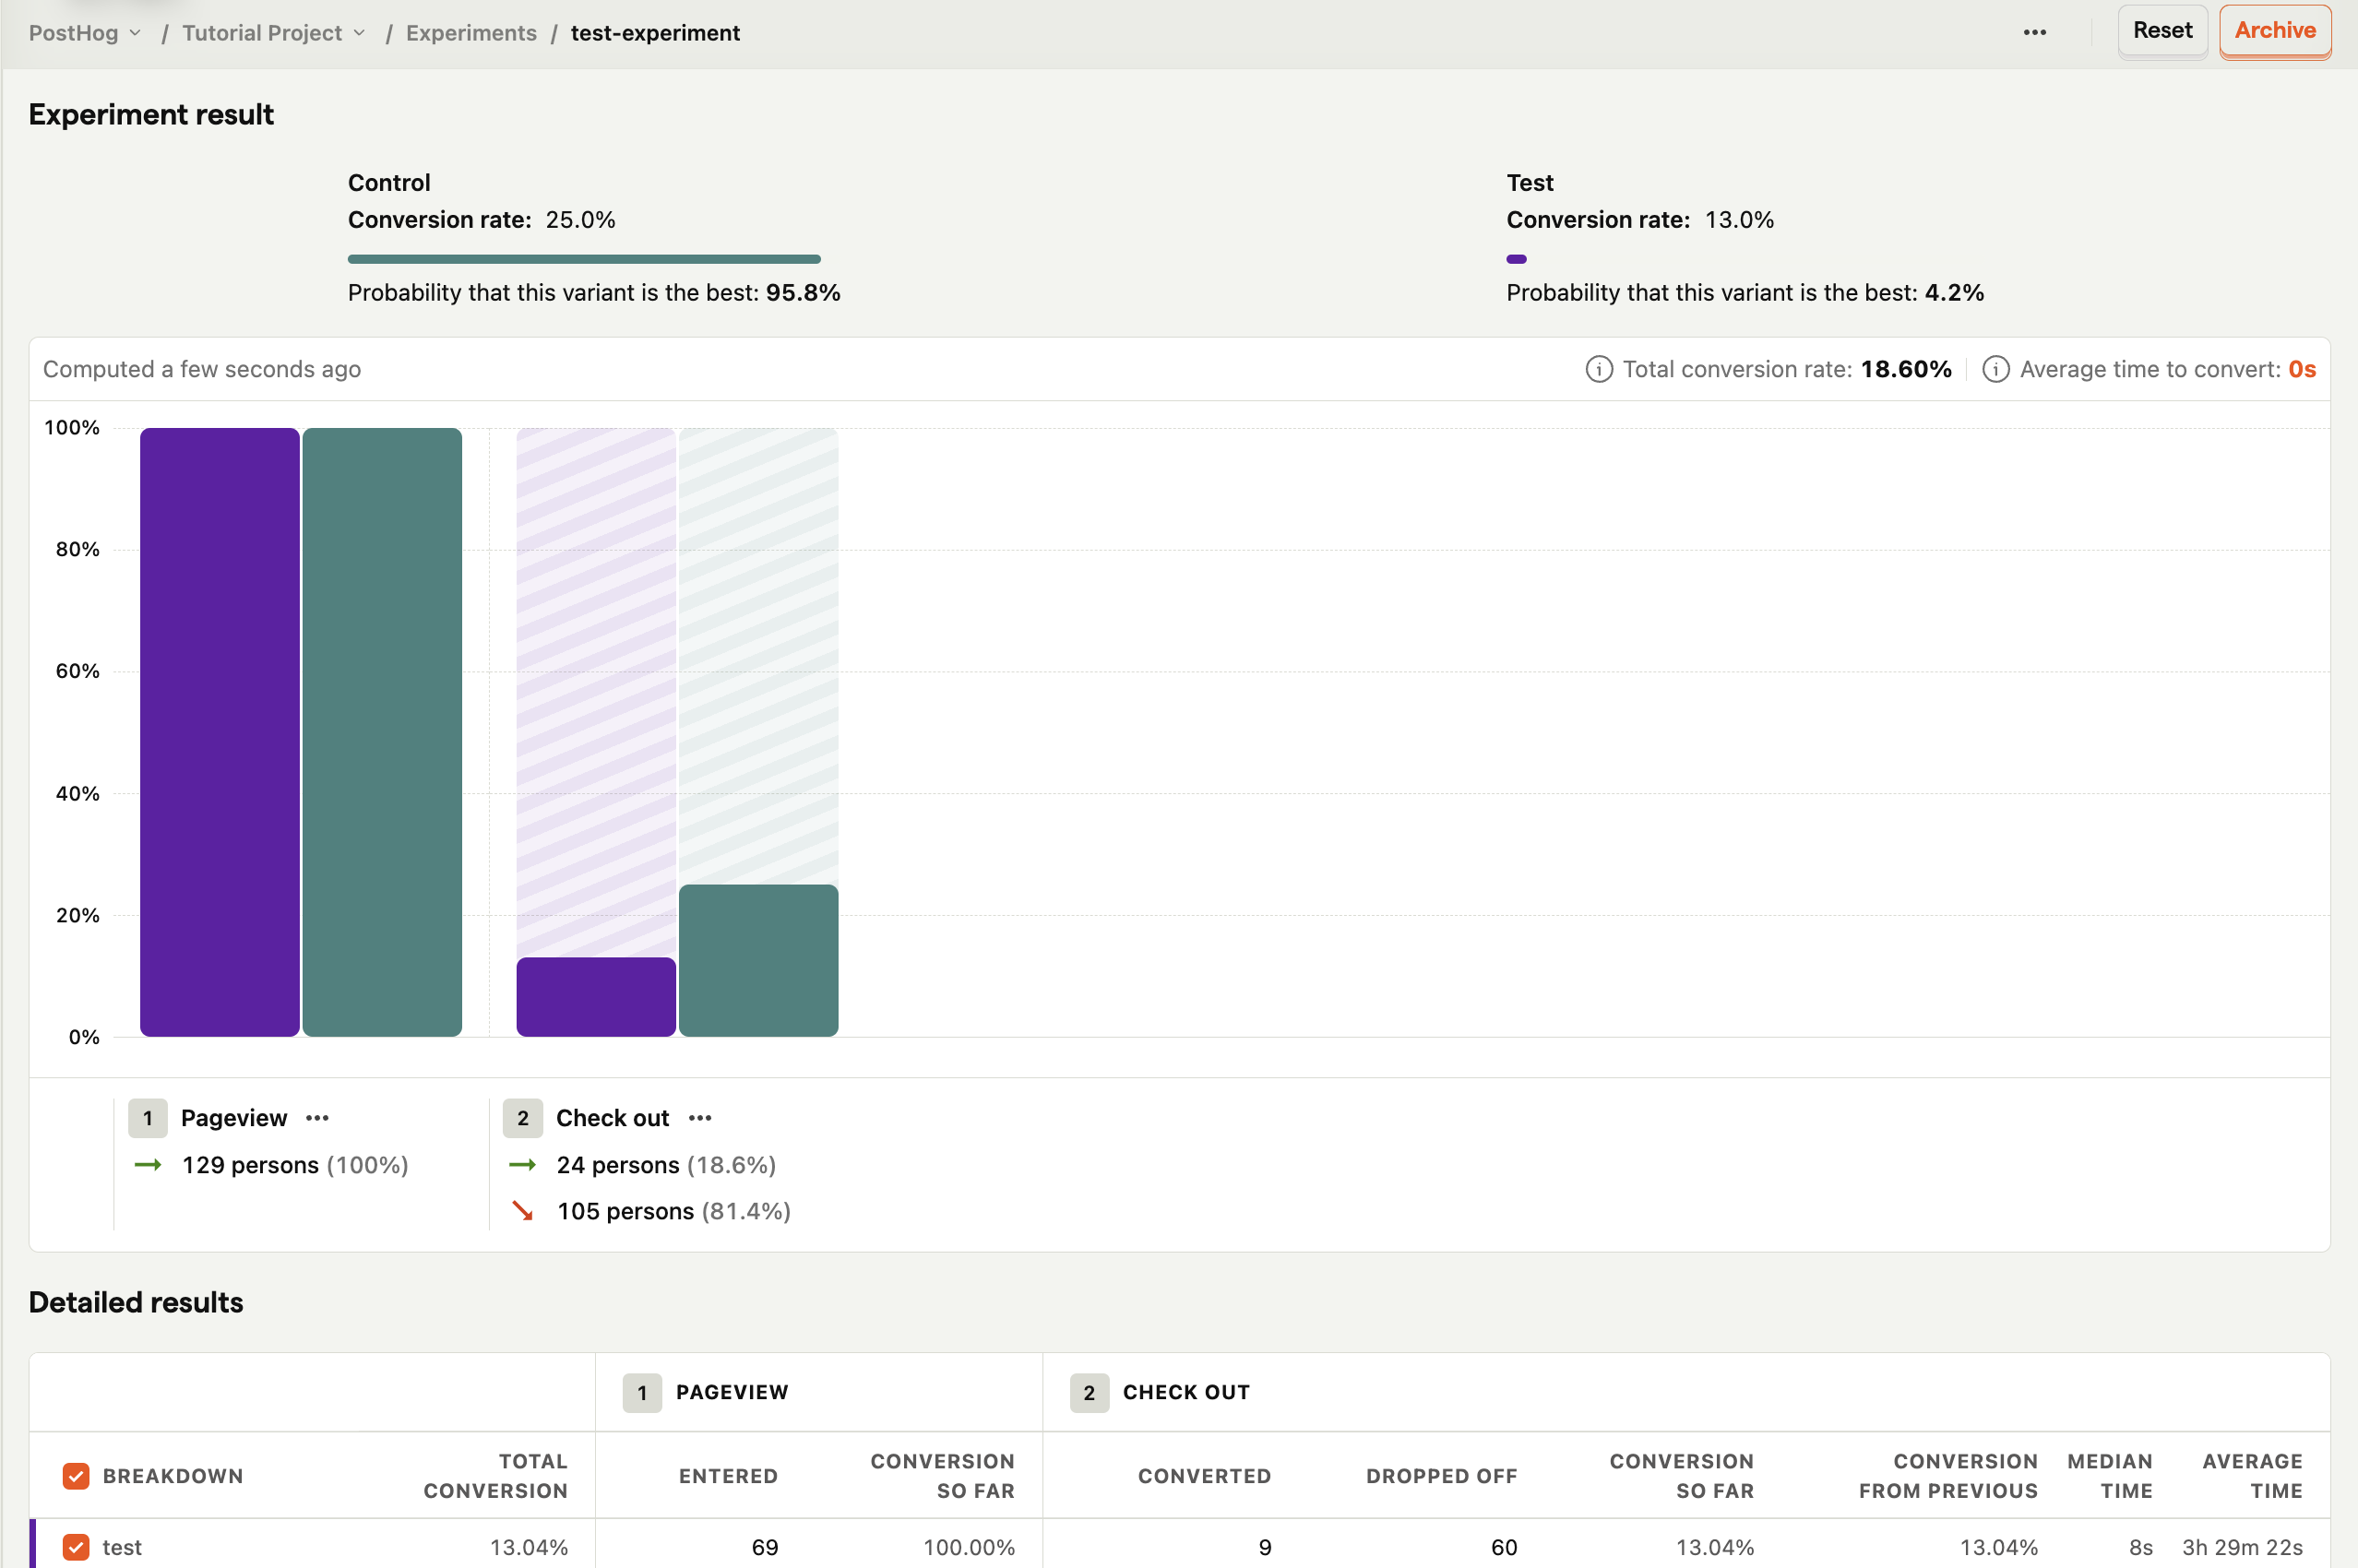 PostHog / Tutorial Project / Experiments / test-experiment
Reset
Archive
Experiment result
Control
Conversion rate: 25.0%
Probability that this variant is the best: 95.8%
Test
Conversion rate: 13.0%
Probability that this variant is the best: 4.2%
Computed a few seconds ago
Total conversion rate: 18.60%
Average time to convert: 0s
100%
80%
60%
40%
20%
0%
1 Pageview
129 persons (100%)
2 Check out
24 persons (18.6%)
105 persons (81.4%)
Detailed results
1 PAGEVIEW
2 CHECK OUT
BREAKDOWN
TOTAL
CONVERSION
ENTERED
CONVERSION
SO FAR
CONVERTED
DROPPED OFF
CONVERSION
SO FAR
CONVERSION
FROM PREVIOUS
MEDIAN
TIME
AVERAGE
TIME
test 13.04% 69 100.00% 9 60 13.04% 13.04% 8s 3h 29m 22s